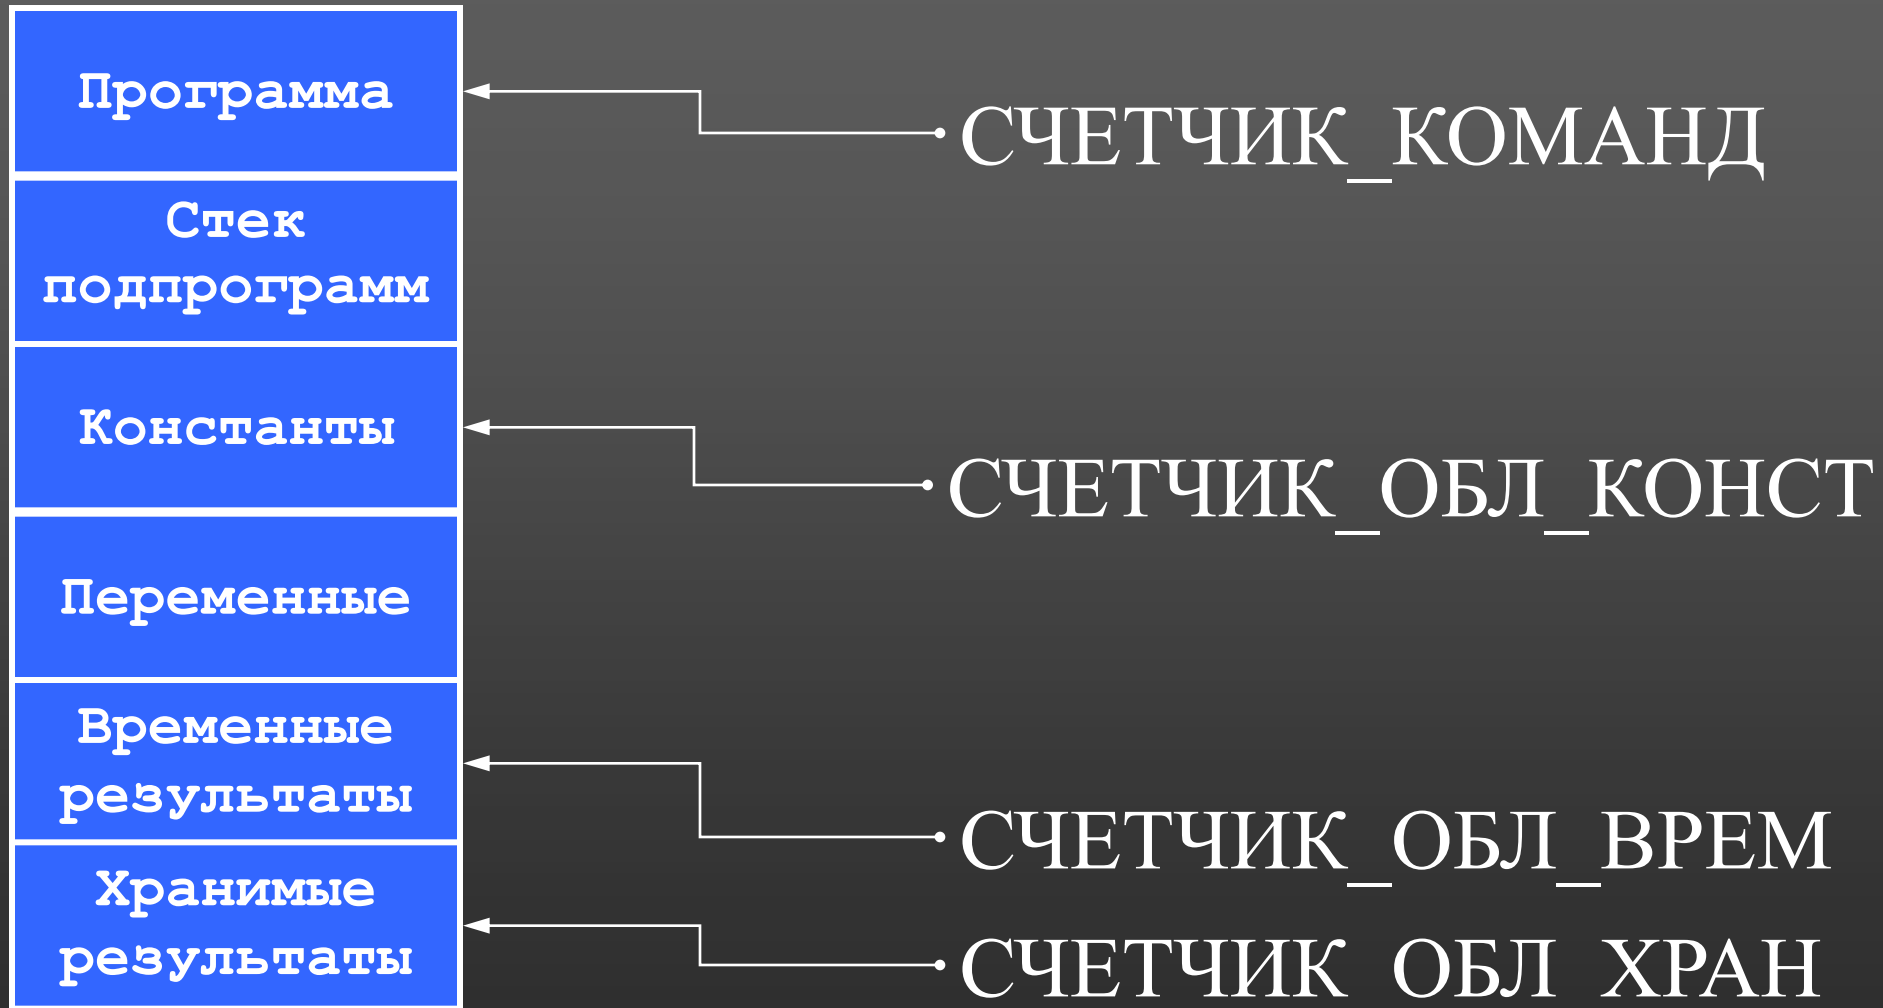 Программа
СЧЕТЧИК_КОМАНД
Стек
подпрограмм
Константы
СЧЕТЧИК_ОБЛ_КОНСТ
Переменные
Временные
результаты
СЧЕТЧИК_ОБЛ_ВРЕМ
Хранимые
результаты
СЧЕТЧИК_ОБЛ_ХРАН